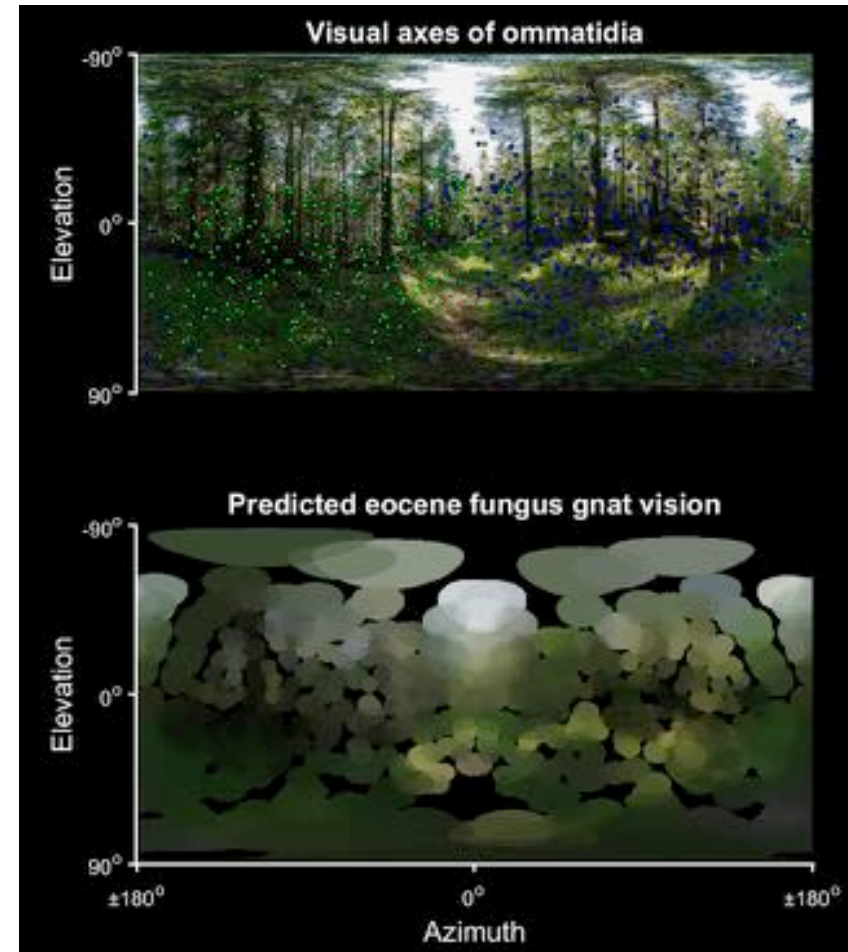 Visual axes of ommatidia
-90°
Elevation
0°
90°
Predicted eocene fungus gnat vision
-90°
Elevation
0°
90°
±180° 0° ±180°
Azimuth